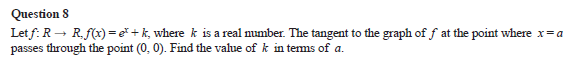 Question 8
Let f: R → R, f(x) = eˣ + k, where k is a real number. The tangent to the graph of f at the point where x = a
passes through the point (0, 0). Find the value of k in terms of a.